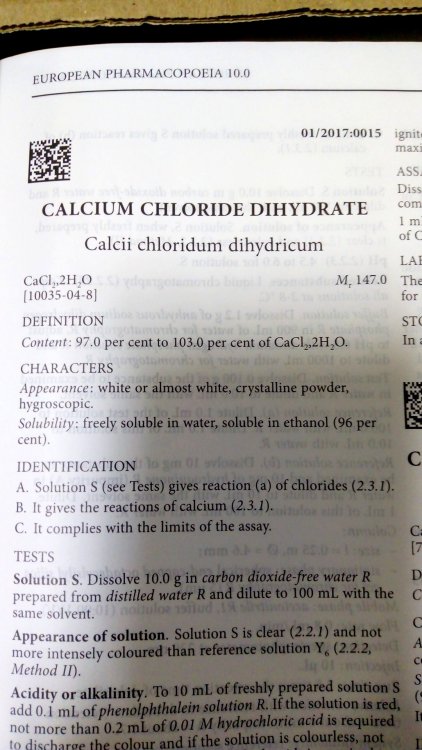 EUROPEAN PHARMACOPOEIA 10.0
01/2017:0015
CALCIUM CHLORIDE DIHYDRATE
Calcii chloridum dihydricum
CaCl₂,2H₂O Mᵣ 147.0
[10035-04-8]
DEFINITION
Content: 97.0 per cent to 103.0 per cent of CaCl₂,2H₂O.
CHARACTERS
Appearance: white or almost white, crystalline powder,
hygroscopic.
Solubility: freely soluble in water, soluble in ethanol (96 per
cent).
IDENTIFICATION
A. Solution S (see Tests) gives reaction (a) of chlorides (2.3.1).
B. It gives the reactions of calcium (2.3.1).
C. It complies with the limits of the assay.
TESTS
Solution S. Dissolve 10.0 g in carbon dioxide-free water R
prepared from distilled water R and dilute to 100 mL with the
same solvent.
Appearance of solution. Solution S is clear (2.2.1) and not
more intensely coloured than reference solution Y₆ (2.2.2,
Method II).
Acidity or alkalinity. To 10 mL of freshly prepared solution S
add 0.1 mL of phenolphthalein solution R. If the solution is red,
not more than 0.2 mL of 0.01 M hydrochloric acid is required
to discharge the colour and if the solution is colourless, not